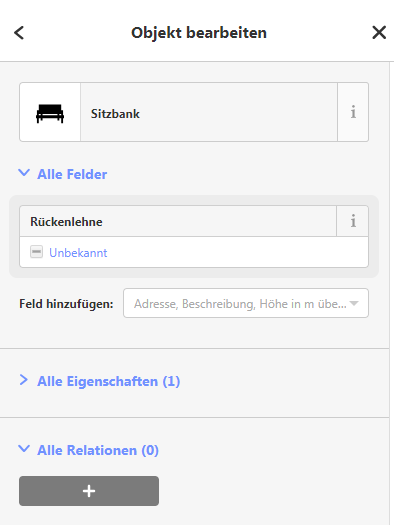 Objekt bearbeiten
Sitzbank
i
Alle Felder
Rückenlehne
i
Unbekannt
Feld hinzufügen:
Adresse, Beschreibung, Höhe in m übe...
Alle Eigenschaften (1)
Alle Relationen (0)
+